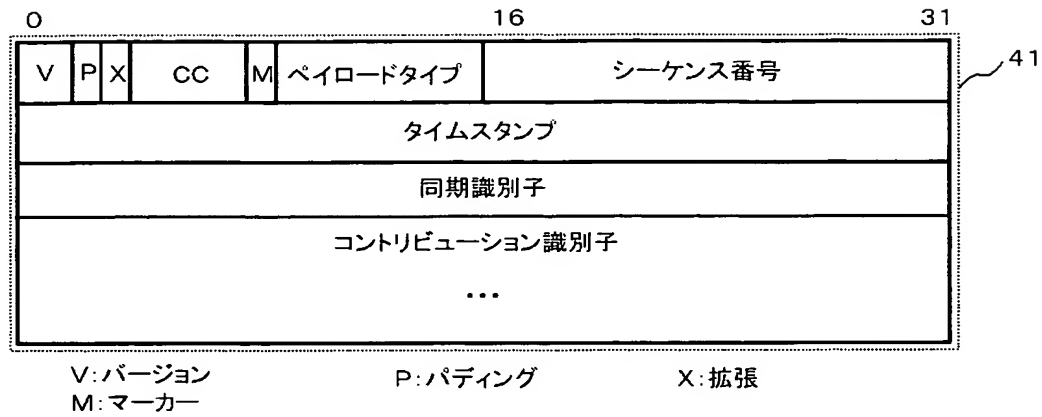 0 16 31
V P X CC M ペイロードタイプ シーケンス番号
41
タイムスタンプ
同期識別子
コントリビューション識別子
...
V:バージョン P:パディング X:拡張
M:マーカー